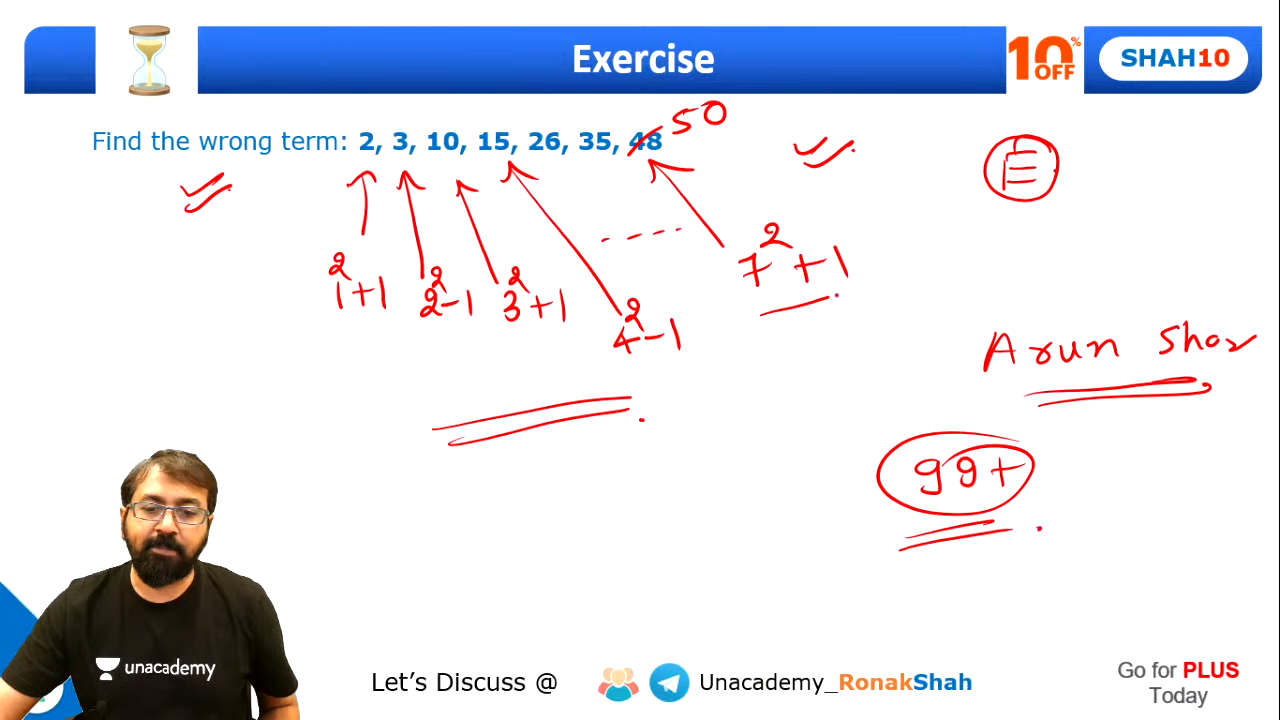 Exercise
10% OFF
SHAH10
Find the wrong term: 2, 3, 10, 15, 26, 35, 48
50
E
1²+1
2²-1
3²+1
4²-1
7²+1
Arun Shar
99+
unacademy
Let's Discuss @
Unacademy_RonakShah
Go for PLUS
Today